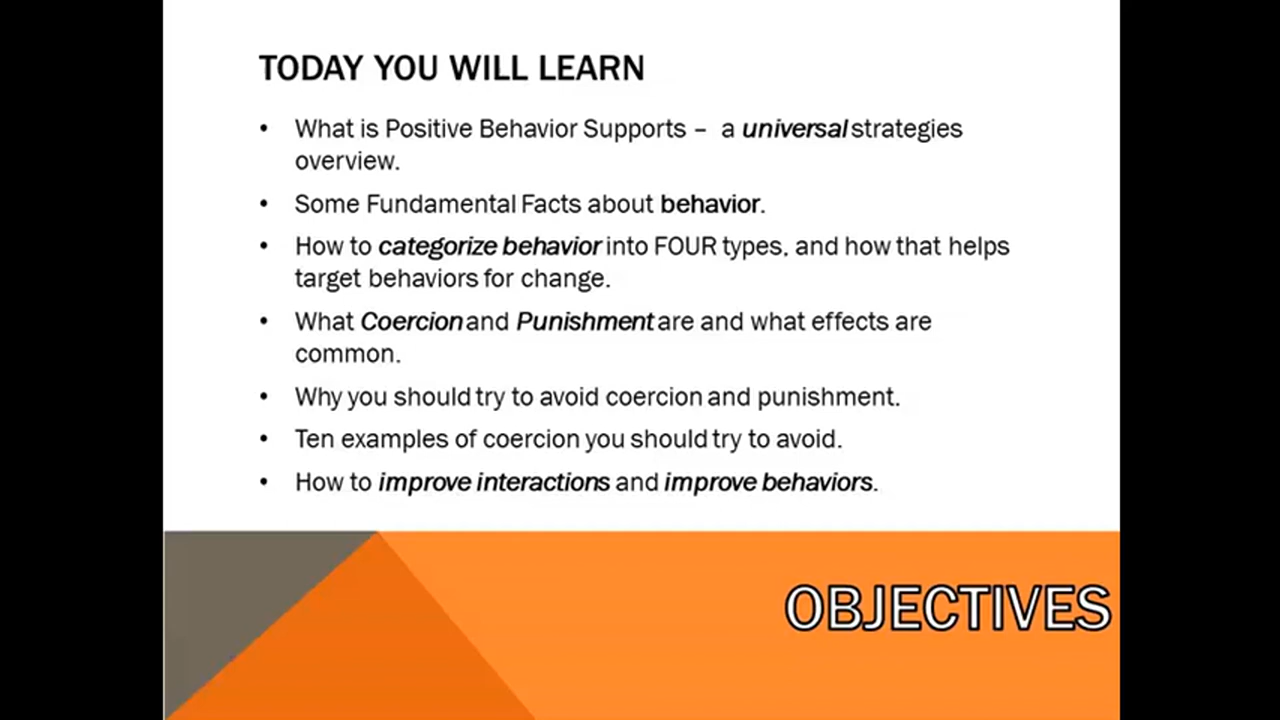 TODAY YOU WILL LEARN
• What is Positive Behavior Supports – a universal strategies
overview.
• Some Fundamental Facts about behavior.
• How to categorize behavior into FOUR types, and how that helps
target behaviors for change.
• What Coercion and Punishment are and what effects are
common.
• Why you should try to avoid coercion and punishment.
• Ten examples of coercion you should try to avoid.
• How to improve interactions and improve behaviors.
OBJECTIVES